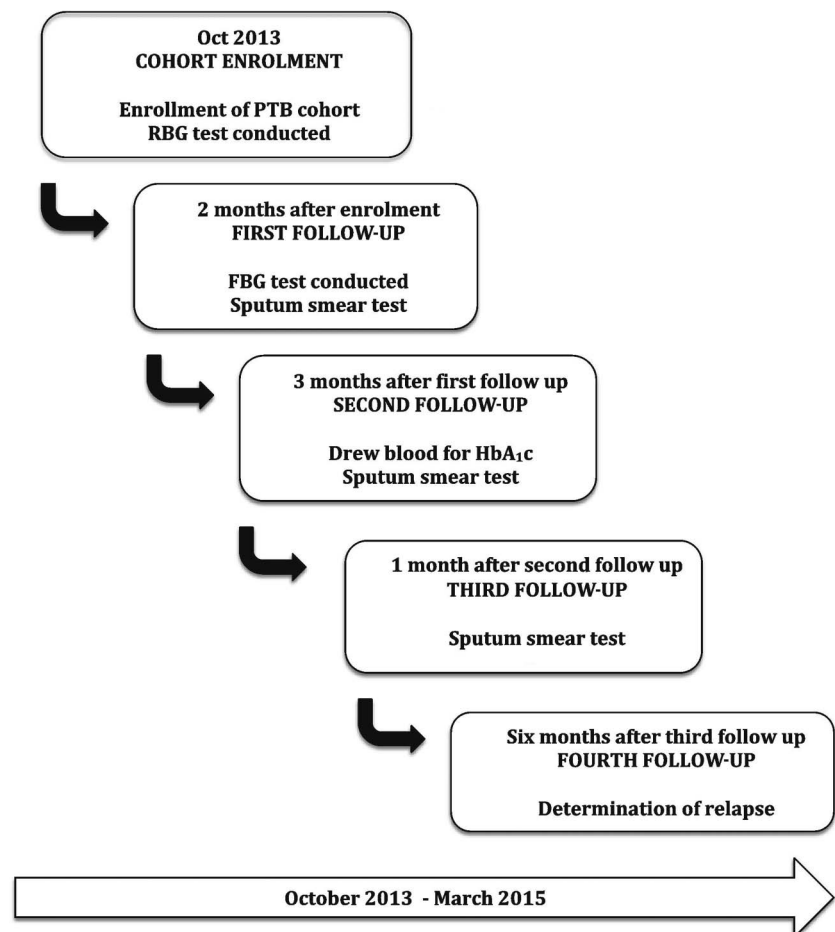 Oct 2013
COHORT ENROLMENT
Enrollment of PTB cohort
RBG test conducted
2 months after enrolment
FIRST FOLLOW-UP
FBG test conducted
Sputum smear test
3 months after first follow up
SECOND FOLLOW-UP
Drew blood for HbA₁c
Sputum smear test
1 month after second follow up
THIRD FOLLOW-UP
Sputum smear test
Six months after third follow up
FOURTH FOLLOW-UP
Determination of relapse
October 2013 - March 2015